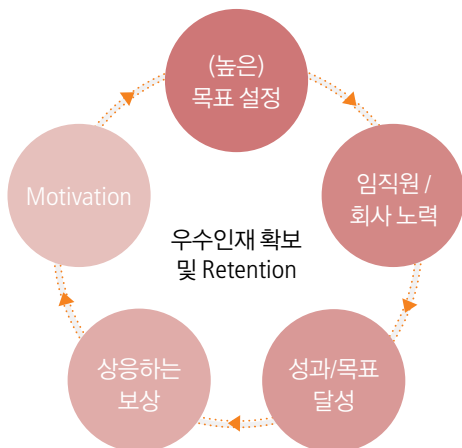 (높은)
목표 설정
임직원 /
회사 노력
성과/목표
달성
상응하는
보상
Motivation
우수인재 확보
및 Retention